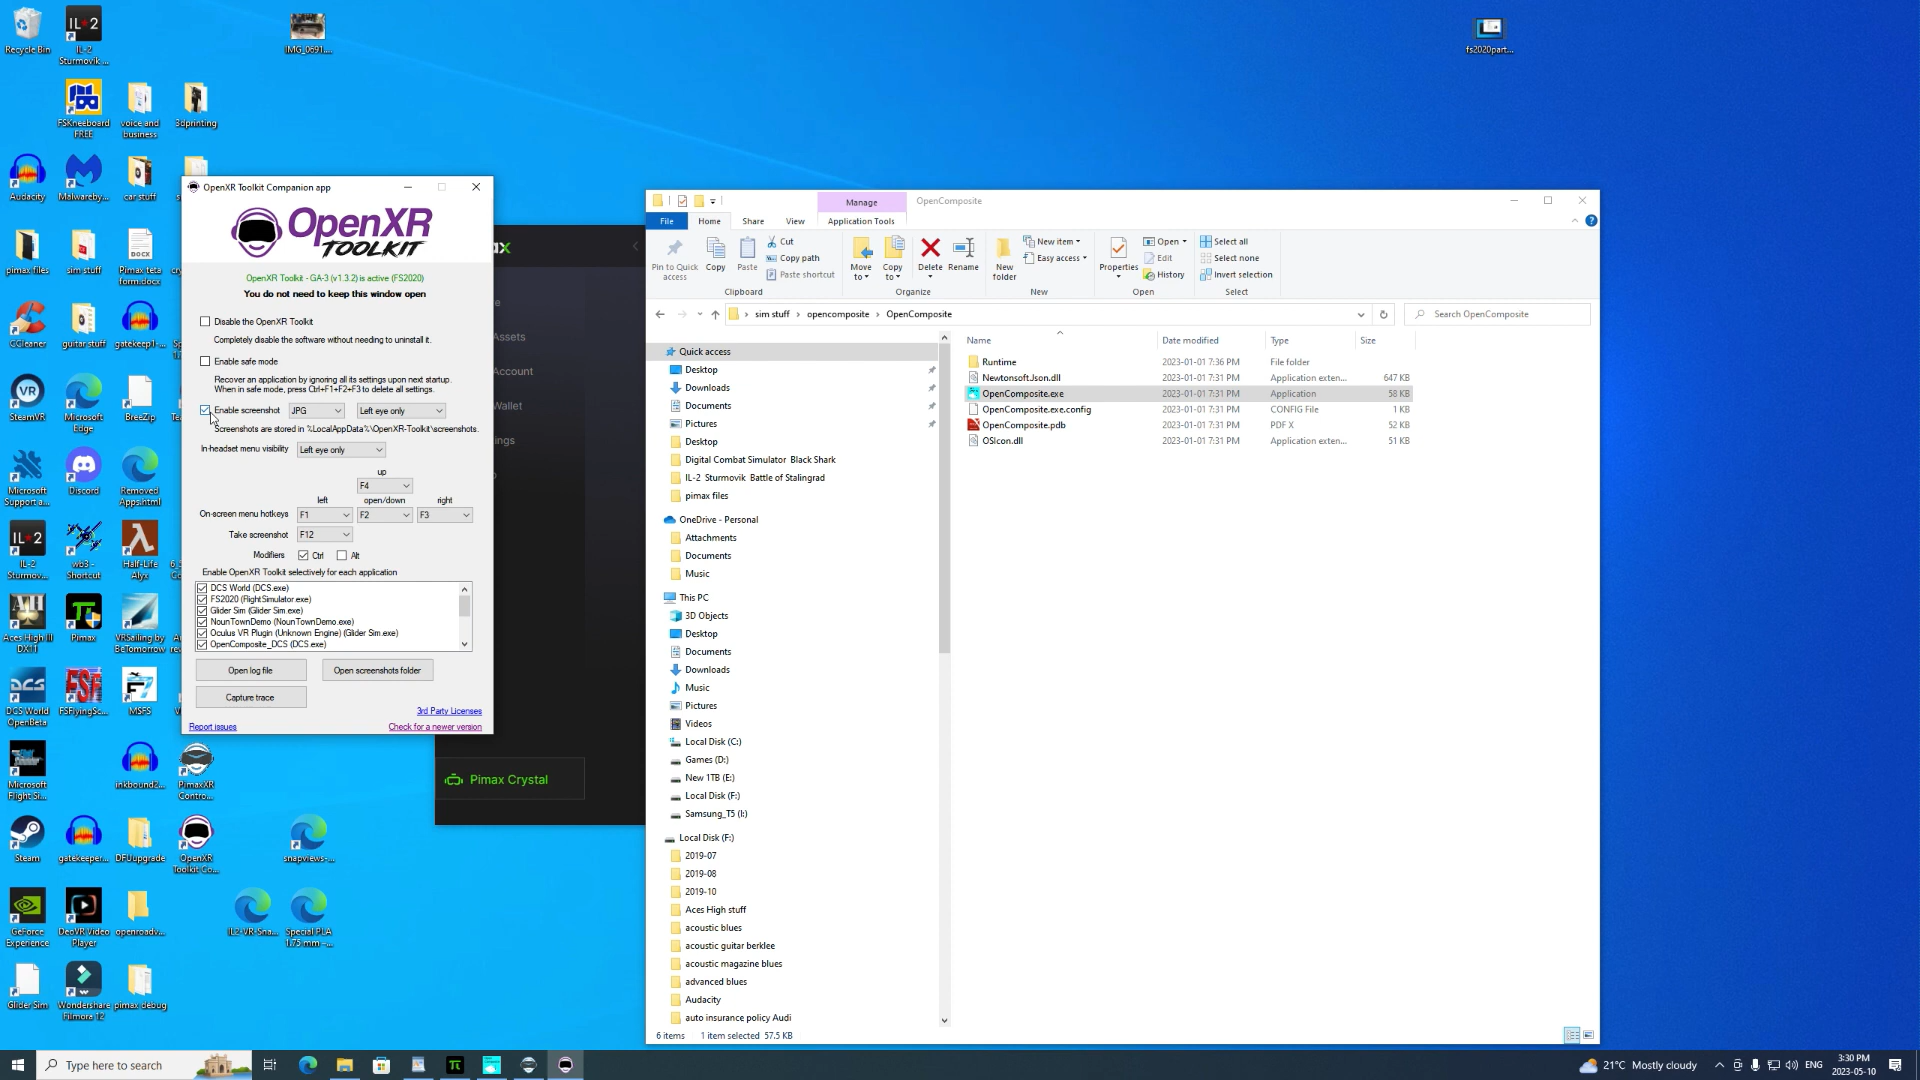 Recycle Bin
IL-2
Sturmovik ...
IMG_0691....
fs2020part...
FSKneeboard
FREE
voice and
business
3dprinting
Audacity
Malwareby...
car stuff
pimax files
sim stuff
Pimax teta
form.docx
CCleaner
guitar stuff
gatekeep1-...
SteamVR
Microsoft
Edge
BreeZip
Microsoft
Support a...
Discord
Removed
Apps.html
IL-2
Sturmov...
wb3 -
Shortcut
Half-Life
Alyx
Aces High III
DX11
Pimax
VRSailing by
BeTomorrow
DCS World
OpenBeta
FSFlyingSc...
MSFS
Microsoft
Flight Si...
inkbound2...
PimaxXR
Contro...
Steam
gatekeeper...
DFUupgrade
OpenXR
Toolkit Co...
snapviews-...
GeForce
Experience
DeoVR Video
Player
openroadv...
IL2-VR-Sna...
Special PLA
1.75 mm –...
Glider Sim
Wondershare
Filmora 12
pimax debug
OpenXR Toolkit Companion app
OpenXR
TOOLKIT
OpenXR Toolkit - GA-3 (v1.3.2) is active (FS2020)
You do not need to keep this window open
Disable the OpenXR Toolkit
Completely disable the software without needing to uninstall it.
Enable safe mode
Recover an application by ignoring all its settings upon next startup.
When in safe mode, press Ctrl+F1+F2+F3 to delete all settings.
Enable screenshot JPG Left eye only
Screenshots are stored in %LocalAppData%\OpenXR-Toolkit\screenshots.
In-headset menu visibility Left eye only
up
F4
left open/down right
On-screen menu hotkeys F1 F2 F3
Take screenshot F12
Modifiers Ctrl Alt
Enable OpenXR Toolkit selectively for each application
DCS World (DCS.exe)
FS2020 (FlightSimulator.exe)
Glider Sim (Glider Sim.exe)
NounTownDemo (NounTownDemo.exe)
Oculus VR Plugin (Unknown Engine) (Glider Sim.exe)
OpenComposite_DCS (DCS.exe)
Open log file Open screenshots folder
Capture trace
3rd Party Licenses
Report issues Check for a newer version
Assets
Account
Wallet
Pimax Crystal
Manage OpenComposite
File Home Share View Application Tools
Pin to Quick
access
Copy
Paste
Cut
Copy path
Paste shortcut
Clipboard
Move
to
Copy
to
Delete
Rename
Organize
New
folder
New item
Easy access
New
Properties
Open
Edit
History
Open
Select all
Select none
Invert selection
Select
sim stuff › opencomposite › OpenComposite
Search OpenComposite
Name Date modified Type Size
Runtime 2023-01-01 7:36 PM File folder
Newtonsoft.Json.dll 2023-01-01 7:31 PM Application exten... 647 KB
OpenComposite.exe 2023-01-01 7:31 PM Application 58 KB
OpenComposite.exe.config 2023-01-01 7:31 PM CONFIG File 1 KB
OpenComposite.pdb 2023-01-01 7:31 PM PDF X 52 KB
OSIcon.dll 2023-01-01 7:31 PM Application exten... 51 KB
Quick access
Desktop
Downloads
Documents
Pictures
Desktop
Digital Combat Simulator Black Shark
IL-2 Sturmovik Battle of Stalingrad
pimax files
OneDrive - Personal
Attachments
Documents
Music
This PC
3D Objects
Desktop
Documents
Downloads
Music
Pictures
Videos
Local Disk (C:)
Games (D:)
New 1TB (E:)
Local Disk (F:)
Samsung_T5 (I:)
Local Disk (F:)
2019-07
2019-08
2019-10
Aces High stuff
acoustic blues
acoustic guitar berklee
acoustic magazine blues
advanced blues
Audacity
auto insurance policy Audi
6 items 1 item selected 57.5 KB
Type here to search
21°C Mostly cloudy
ENG
3:30 PM
2023-05-10